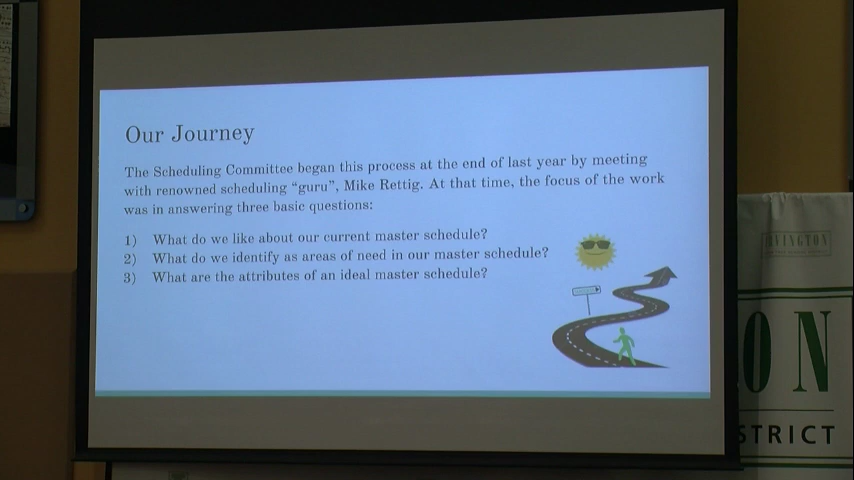 Our Journey
The Scheduling Committee began this process at the end of last year by meeting
with renowned scheduling “guru”, Mike Rettig. At that time, the focus of the work
was in answering three basic questions:
1) What do we like about our current master schedule?
2) What do we identify as areas of need in our master schedule?
3) What are the attributes of an ideal master schedule?
IRVINGTON
ON
STRICT